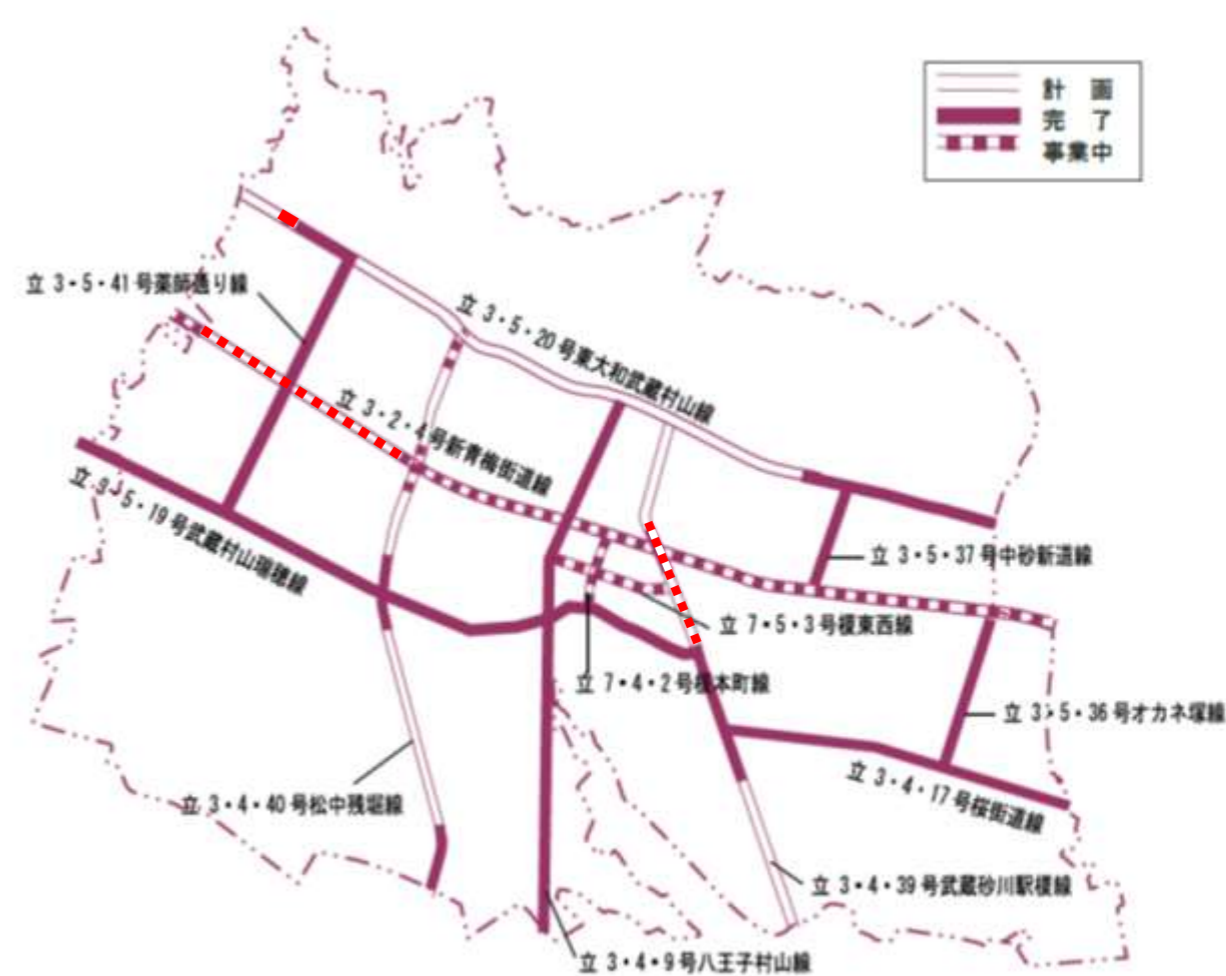 計 画
完 了
事業中
立 3・5・41号薬師通り線
立 3・5・20号東大和武蔵村山線
立 3・2・4号新青梅街道線
立 3・5・19号武蔵村山瑞穂線
立 3・5・37号中砂新道線
立 7・5・3号榎東西線
立 7・4・2号榎本町線
立 3・5・36号オカネ塚線
立 3・4・17号桜街道線
立 3・4・40号松中残堀線
立 3・4・39号武蔵砂川駅榎線
立 3・4・9号八王子村山線